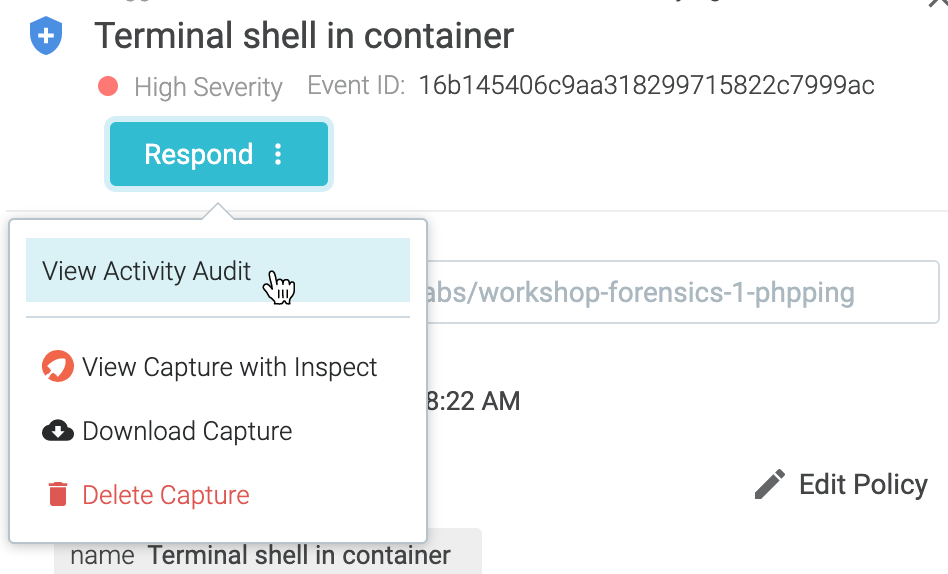 Terminal shell in container
High Severity Event ID: 16b145406c9aa318299715822c7999ac
Respond
View Activity Audit
abs/workshop-forensics-1-phpping
View Capture with Inspect
8:22 AM
Download Capture
Delete Capture
Edit Policy
name Terminal shell in container